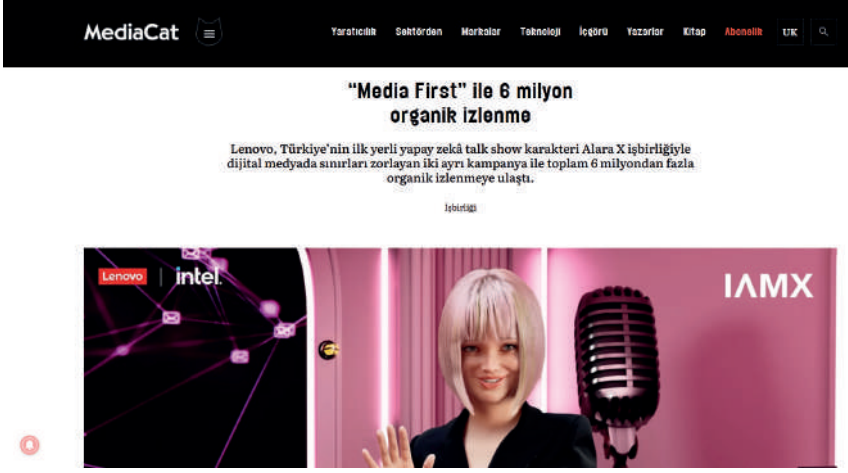 MediaCat
Yaratıcılık Sektörden Markalar Teknoloji İçgörü Yazarlar Kitap Abonelik UK
“Media First” ile 6 milyon
organik izlenme
Lenovo, Türkiye'nin ilk yerli yapay zekâ talk show karakteri Alara X işbirliğiyle
dijital medyada sınırları zorlayan iki ayrı kampanya ile toplam 6 milyondan fazla
organik izlenmeye ulaştı.
İşbirliği
Lenovo intel.
IAMX